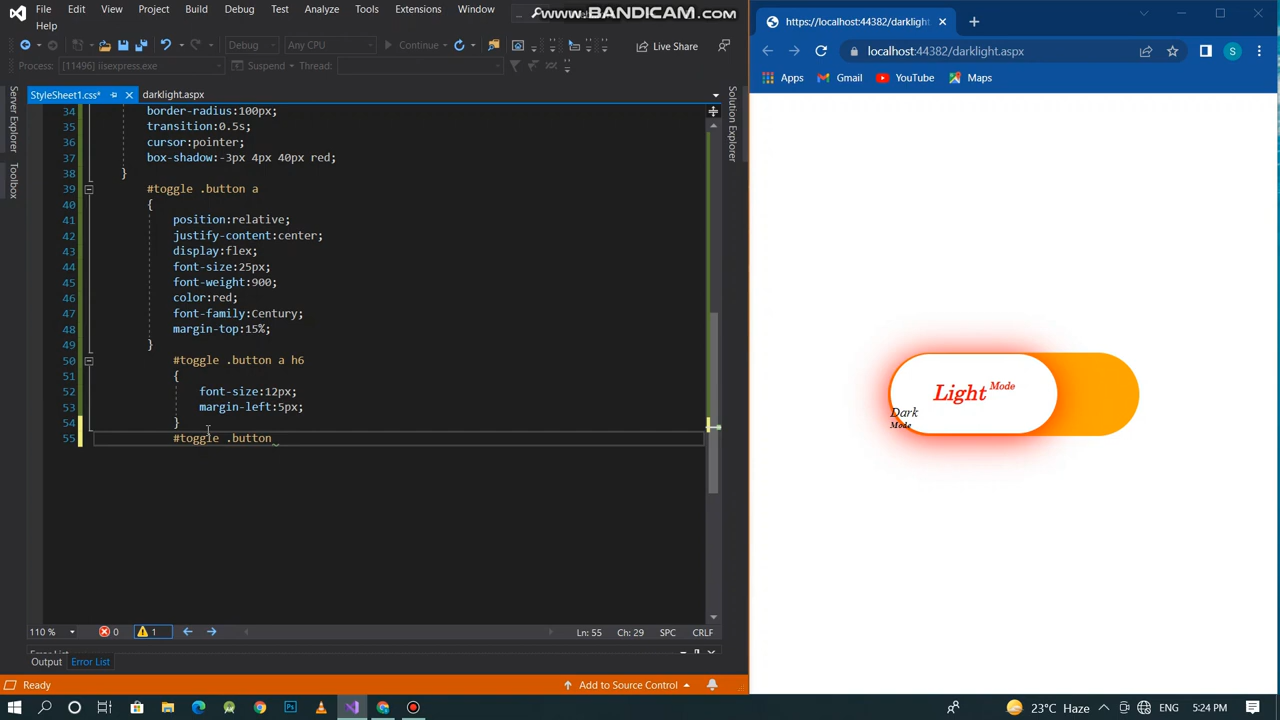 File Edit View Project Build Debug Test Analyze Tools Extensions Window
Help
www.BANDICAM.com
Debug Any CPU Continue Live Share
Process: [11496] iisexpress.exe Suspend Thread:
StyleSheet1.css* darklight.aspx
Server Explorer
Toolbox
Solution Explorer
34 border-radius:100px;
35 transition:0.5s;
36 cursor:pointer;
37 box-shadow:-3px 4px 40px red;
38 }
39 #toggle .button a
40 {
41 position:relative;
42 justify-content:center;
43 display:flex;
44 font-size:25px;
45 font-weight:900;
46 color:red;
47 font-family:Century;
48 margin-top:15%;
49 }
50 #toggle .button a h6
51 {
52 font-size:12px;
53 margin-left:5px;
54 }
55 #toggle .button
110 % 0 1 Ln: 55 Ch: 29 SPC CRLF
Error List
Output Error List
Ready Add to Source Control
https://localhost:44382/darklight
localhost:44382/darklight.aspx S
Apps Gmail YouTube Maps
Light Mode
Dark
Mode
23°C Haze ENG 5:24 PM